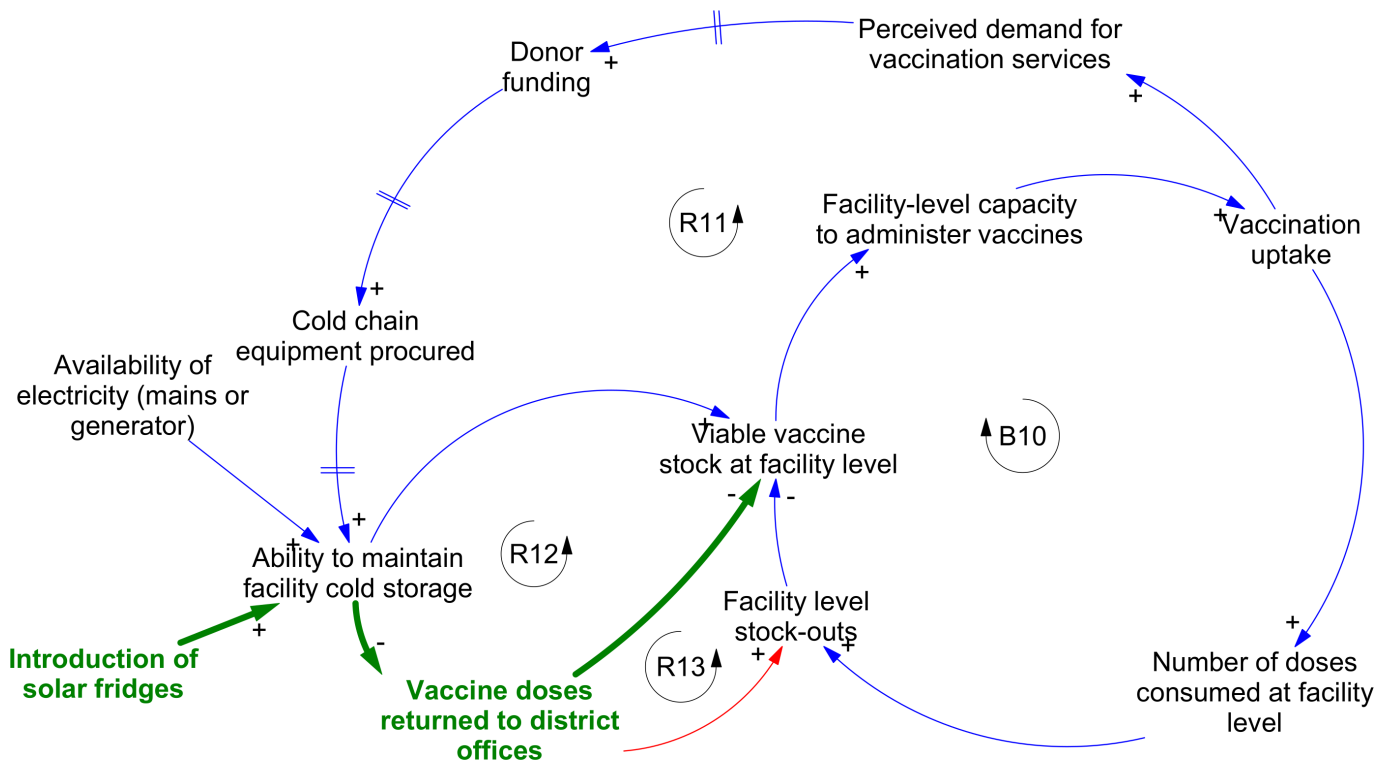 Perceived demand for
vaccination services
Donor
funding
+
+
Facility-level capacity
to administer vaccines
R11
+
Vaccination
uptake
+
+
Cold chain
equipment procured
Availability of
electricity (mains or
generator)
+
Viable vaccine
stock at facility level
B10
-
-
+
+
Ability to maintain
facility cold storage
R12
Facility level
stock-outs
+
+
+
+
-
Introduction of
solar fridges
R13
Number of doses
consumed at facility
level
Vaccine doses
returned to district
offices